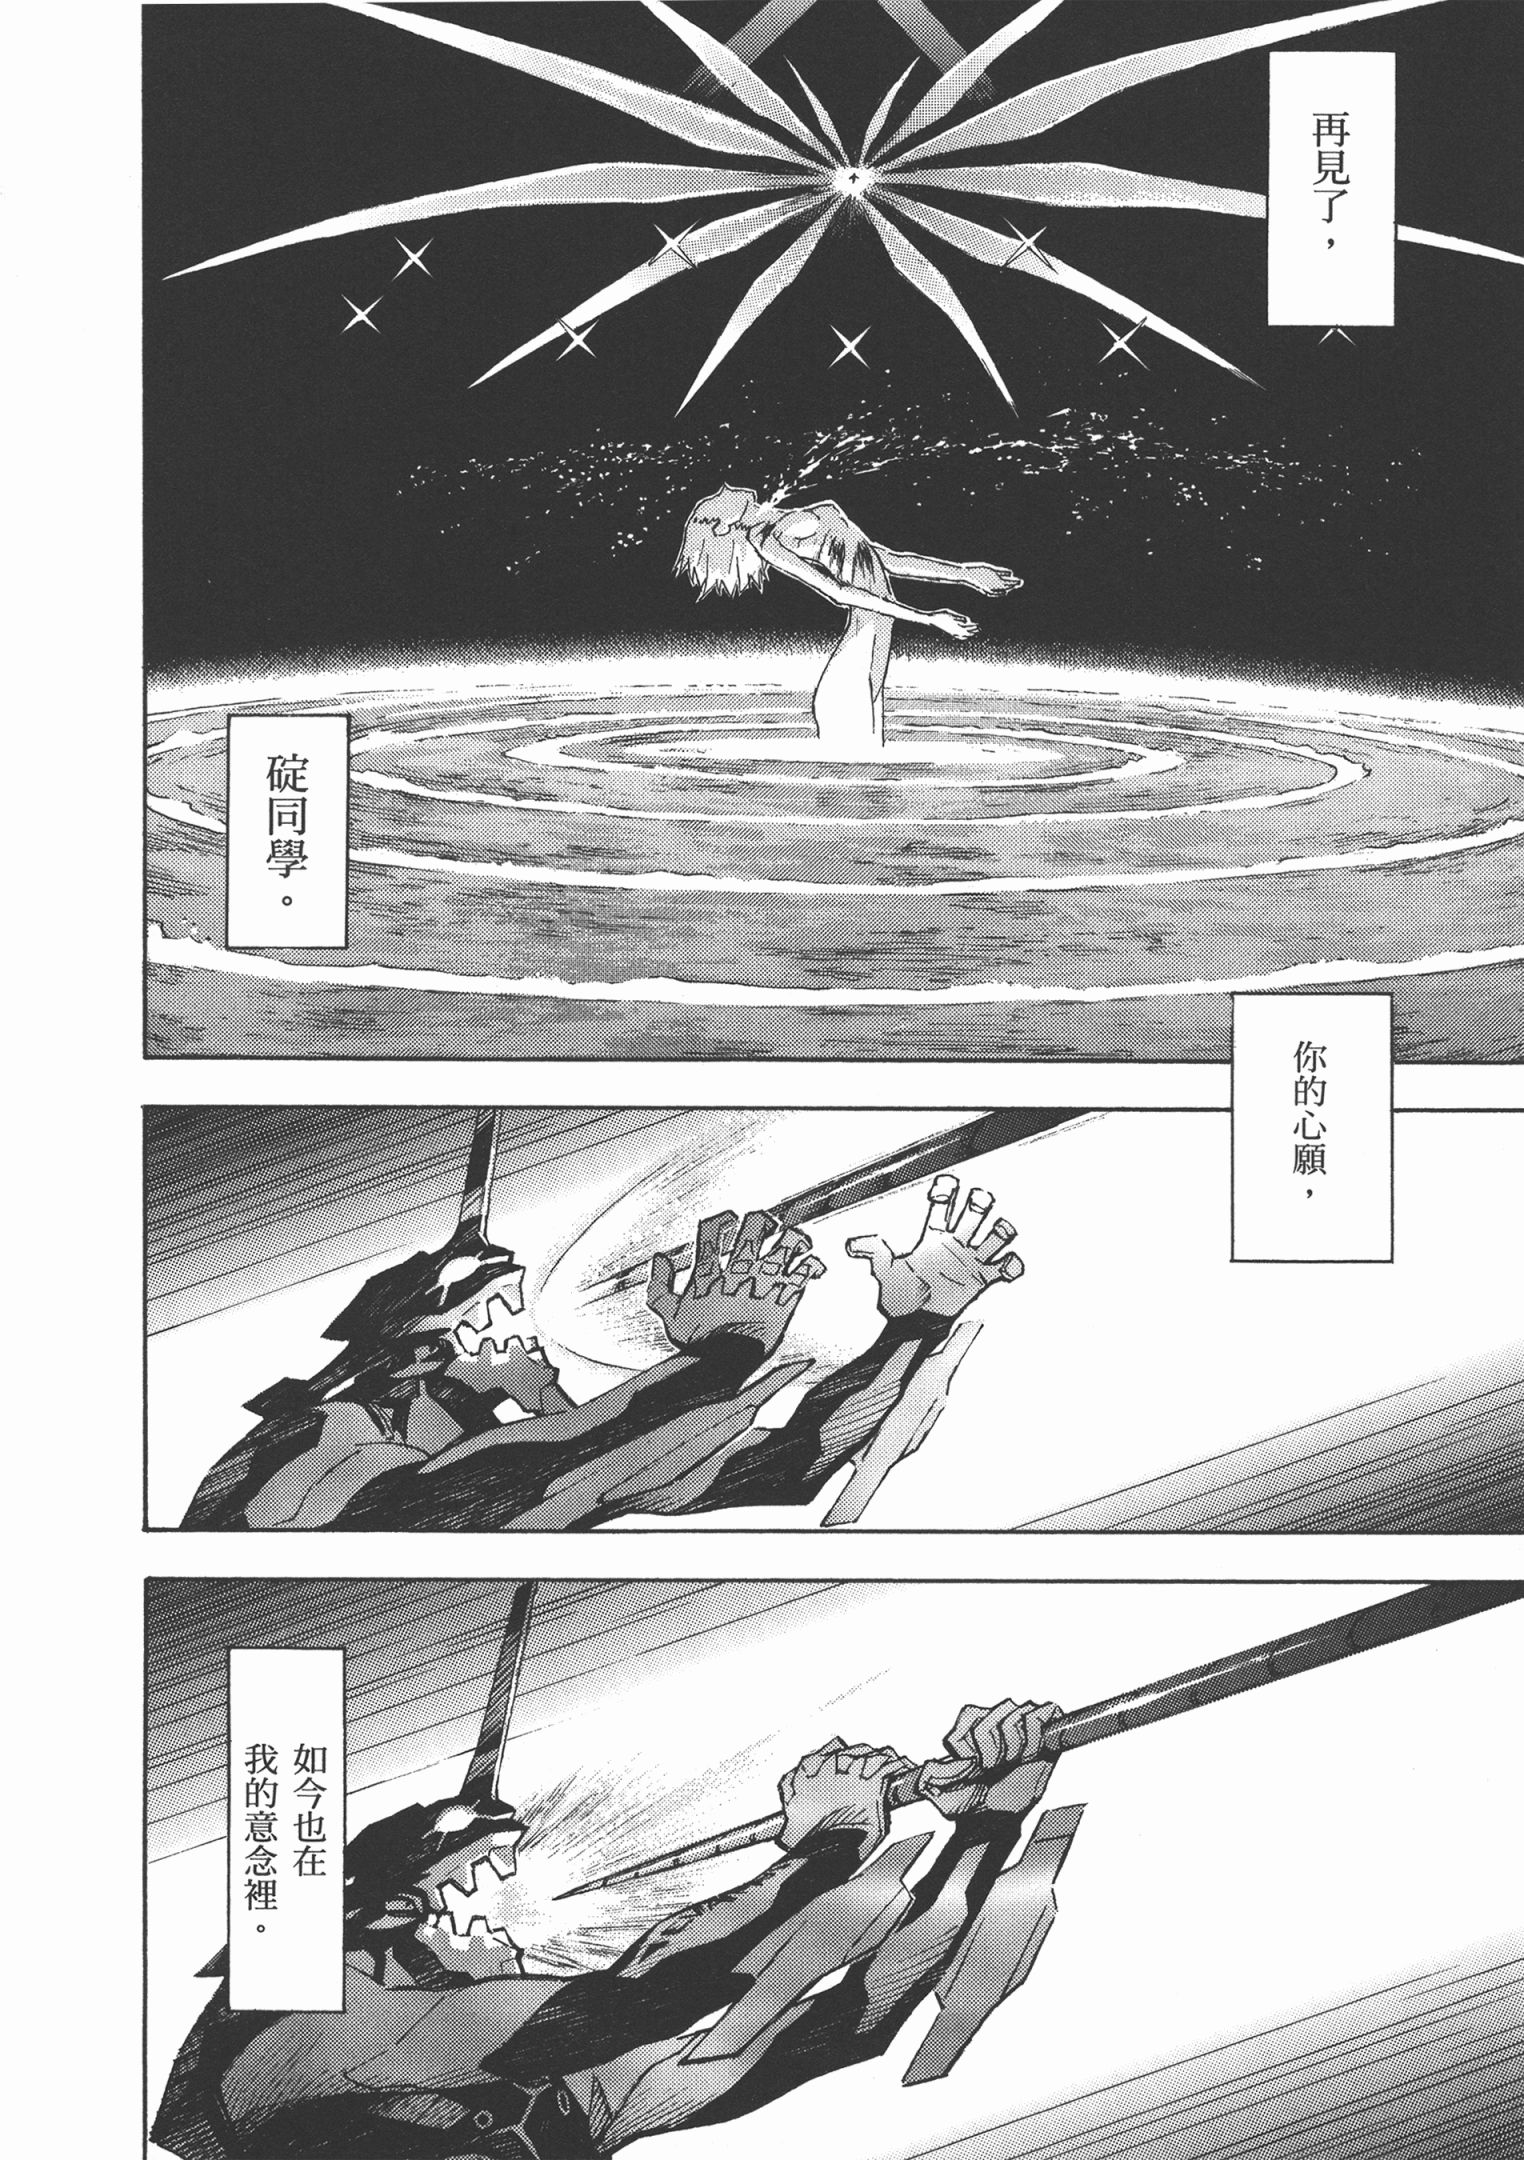 再見了，
碇同學。
你的心願，
如今也在
我的意念裡。